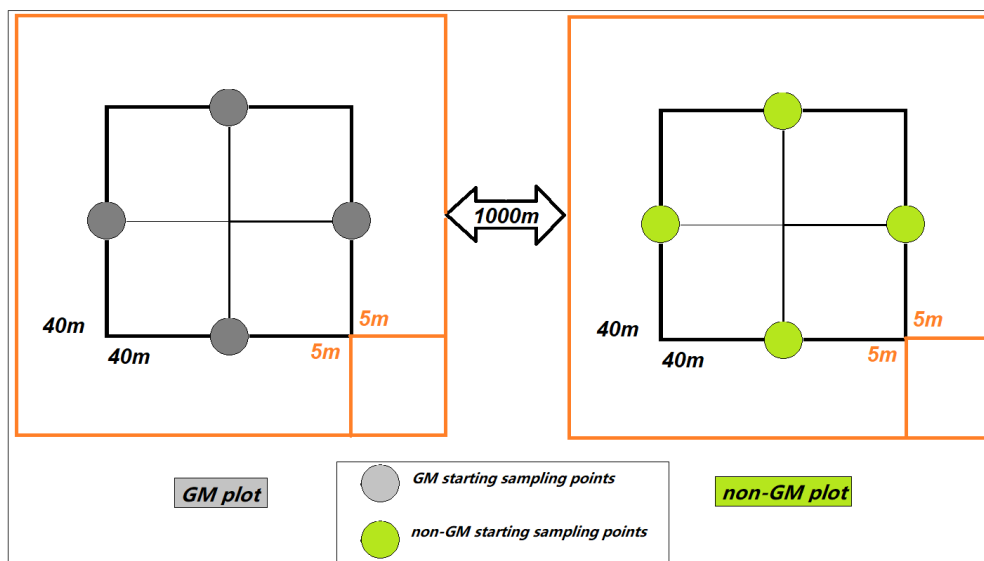 1000m
5m
40m
5m
40m
5m
40m
5m
40m
GM plot
GM starting sampling points
non-GM starting sampling points
non-GM plot